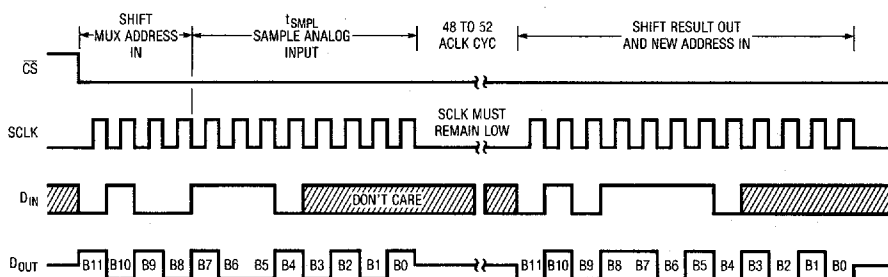 SHIFT
MUX ADDRESS
IN
tSMPL
SAMPLE ANALOG
INPUT
48 TO 52
ACLK CYC
SHIFT RESULT OUT
AND NEW ADDRESS IN
CS
SCLK
SCLK MUST
REMAIN LOW
DIN
DON'T CARE
DOUT B11 B10 B9 B8 B7 B6 B5 B4 B3 B2 B1 B0 B11 B10 B9 B8 B7 B6 B5 B4 B3 B2 B1 B0